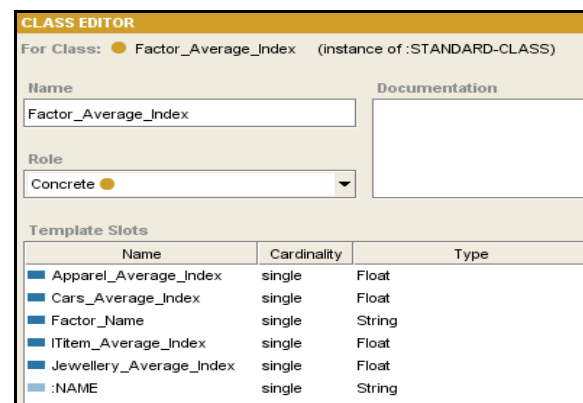 CLASS EDITOR
For Class: Factor_Average_Index (instance of :STANDARD-CLASS)
Name
Documentation
Factor_Average_Index
Role
Concrete
Template Slots
Name Cardinality Type
Apparel_Average_Index single Float
Cars_Average_Index single Float
Factor_Name single String
ITitem_Average_Index single Float
Jewellery_Average_Index single Float
:NAME single String